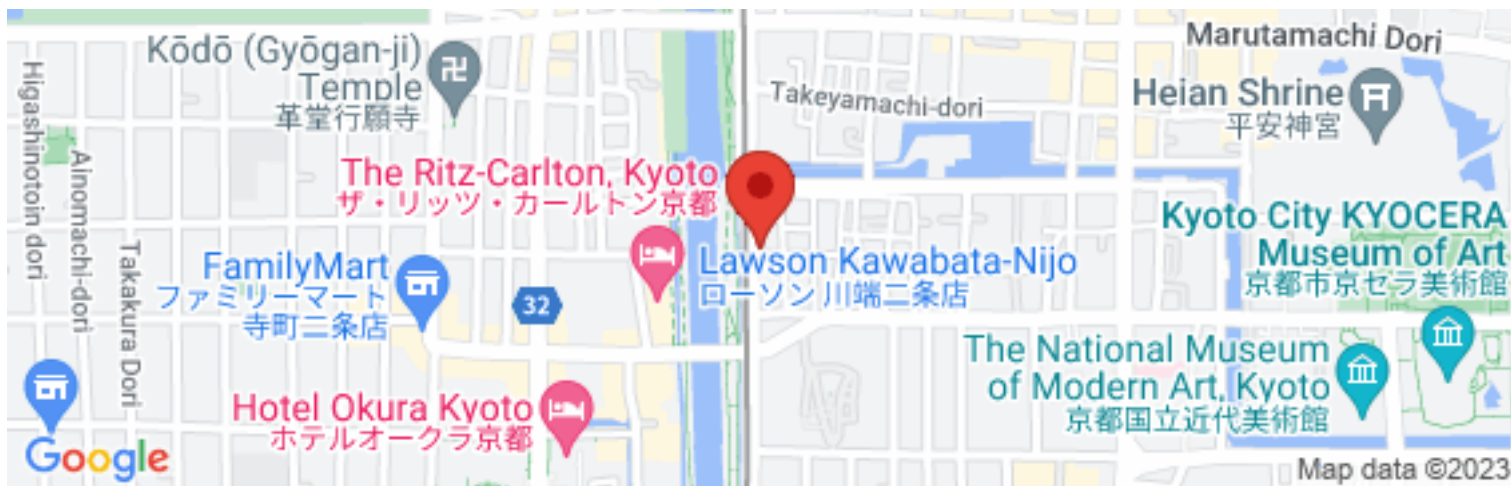 Marutamachi Dori
Kōdō (Gyōgan-ji)
Temple
革堂行願寺
Takeyamachi-dori
Heian Shrine
平安神宮
Higashinotoin dori
Ainomachi-dori
Takakura Dori
The Ritz-Carlton, Kyoto
ザ・リッツ・カールトン京都
Kyoto City KYOCERA
Museum of Art
京都市京セラ美術館
FamilyMart
ファミリーマート
寺町二条店
32
Lawson Kawabata-Nijo
ローソン 川端二条店
The National Museum
of Modern Art, Kyoto
京都国立近代美術館
Hotel Okura Kyoto
ホテルオークラ京都
Google
Map data ©2023